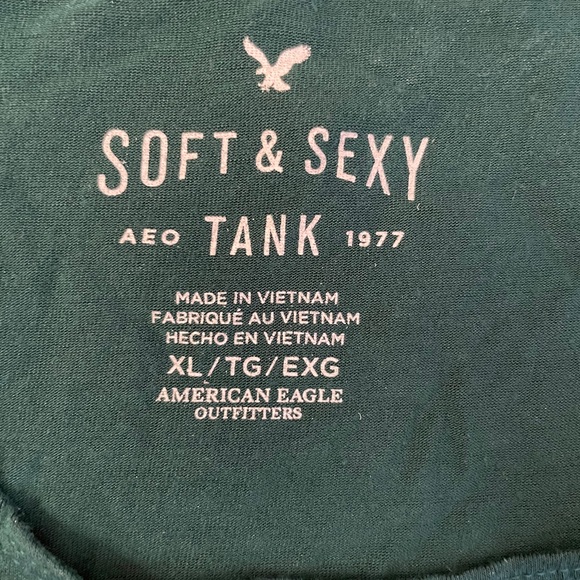 SOFT & SEXY
AEO TANK 1977
MADE IN VIETNAM
FABRIQUÉ AU VIETNAM
HECHO EN VIETNAM
XL/TG/EXG
AMERICAN EAGLE
OUTFITTERS